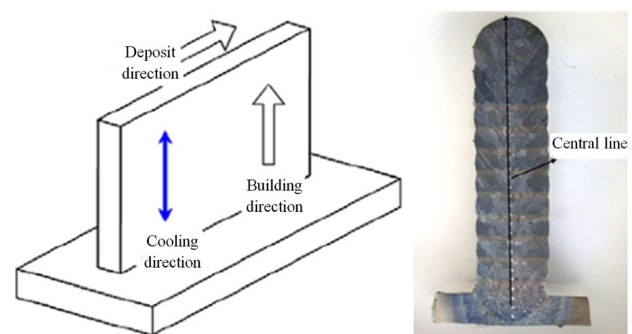 Deposit
direction
Building
direction
Cooling
direction
Central line